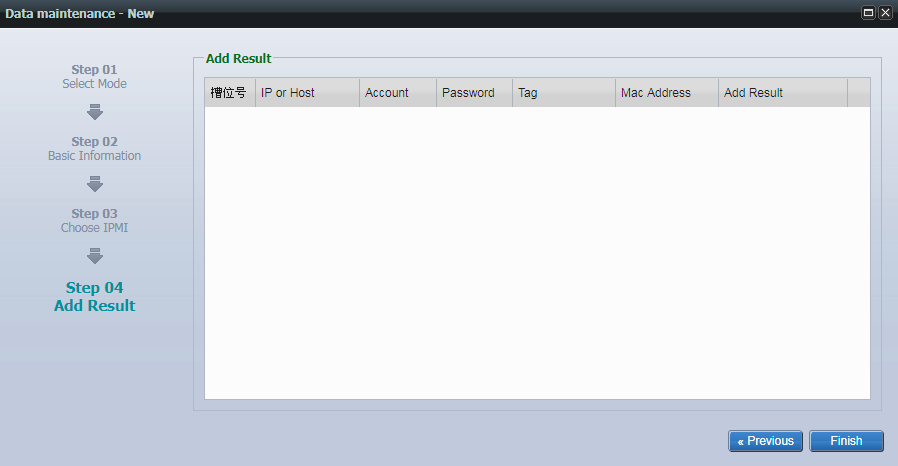 Data maintenance - New
Step 01
Select Mode
Step 02
Basic Information
Step 03
Choose IPMI
Step 04
Add Result
Add Result
槽位号 IP or Host Account Password Tag Mac Address Add Result
« Previous Finish